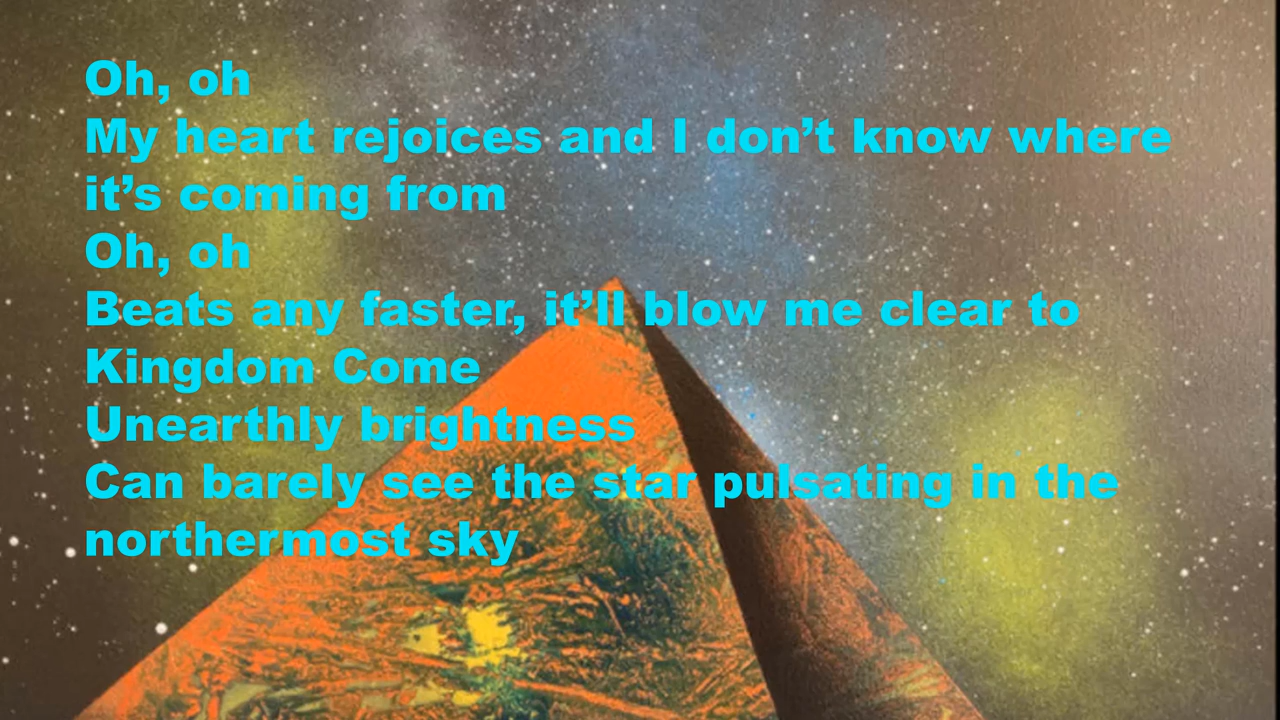 Oh, oh
My heart rejoices and I don’t know where
it’s coming from
Oh, oh
Beats any faster, it’ll blow me clear to
Kingdom Come
Unearthly brightness
Can barely see the star pulsating in the
northermost sky